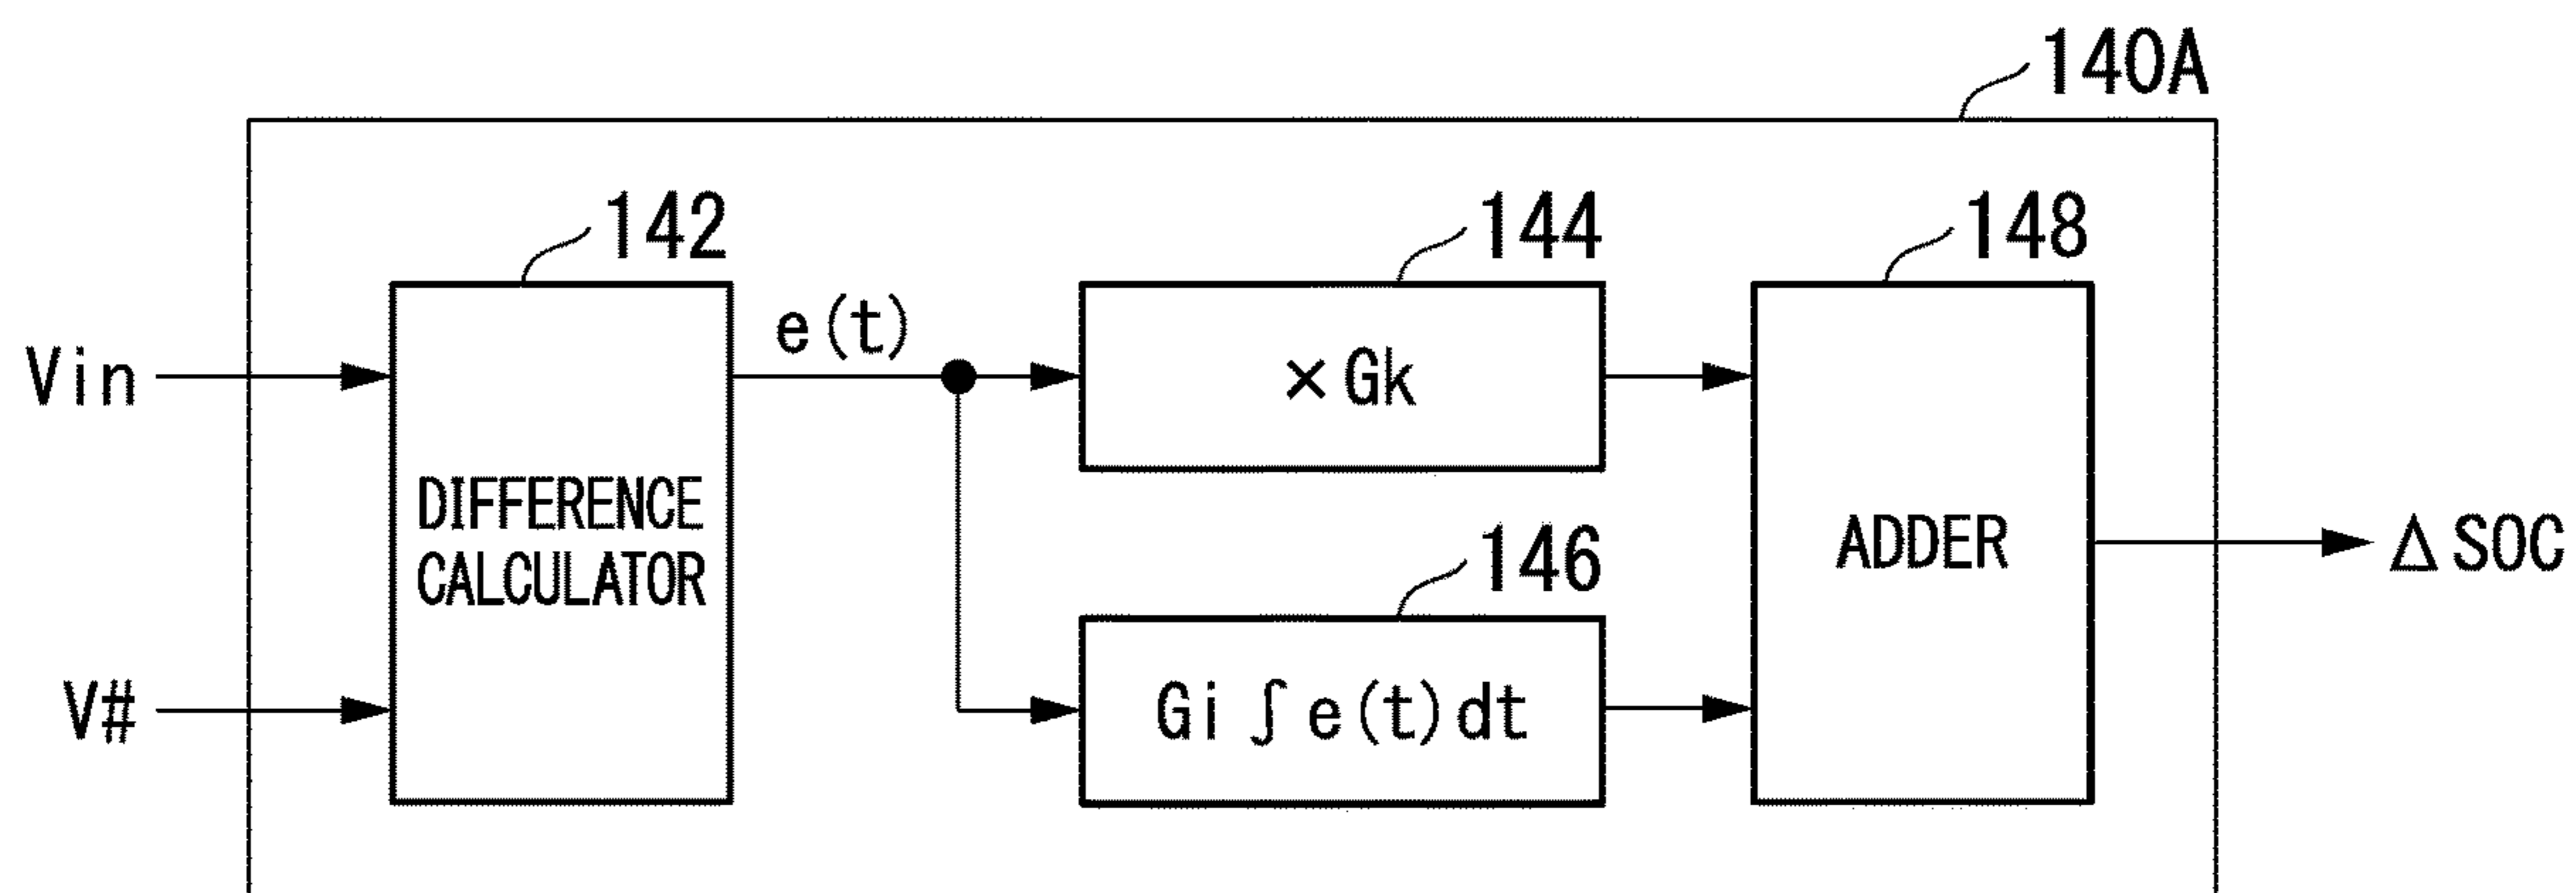 140A
142
144
148
Vin
e(t)
×Gk
DIFFERENCE
CALCULATOR
ADDER
ΔSOC
146
V#
Gi ∫ e(t)dt